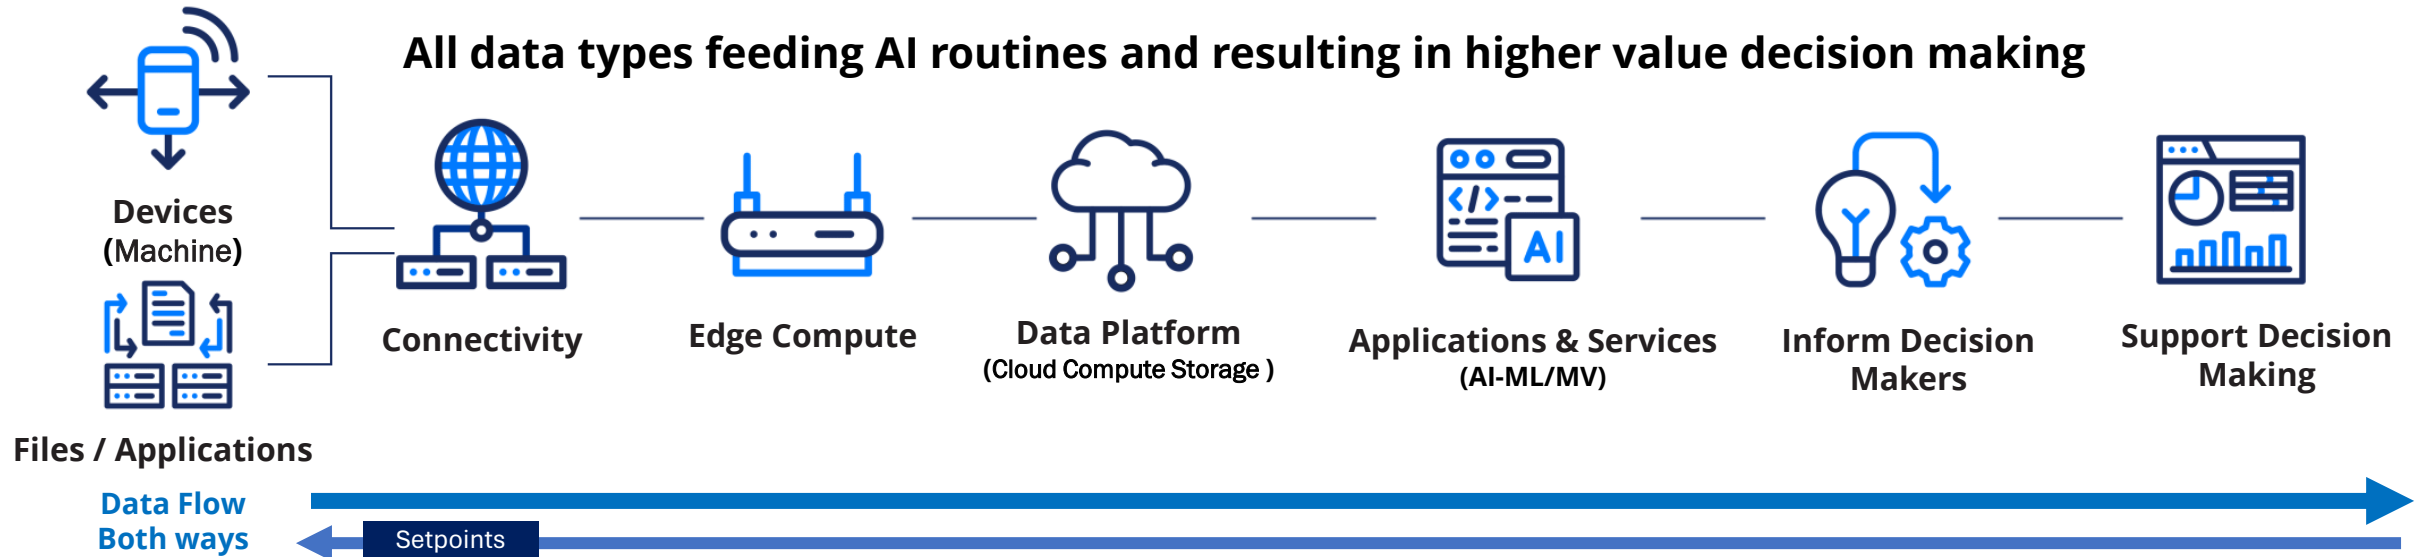 All data types feeding AI routines and resulting in higher value decision making
Devices
(Machine)
Files / Applications
Connectivity
Edge Compute
Data Platform
(Cloud Compute Storage )
</>
AI
Applications & Services
(AI-ML/MV)
Inform Decision
Makers
Support Decision
Making
Data Flow
Both ways
Setpoints